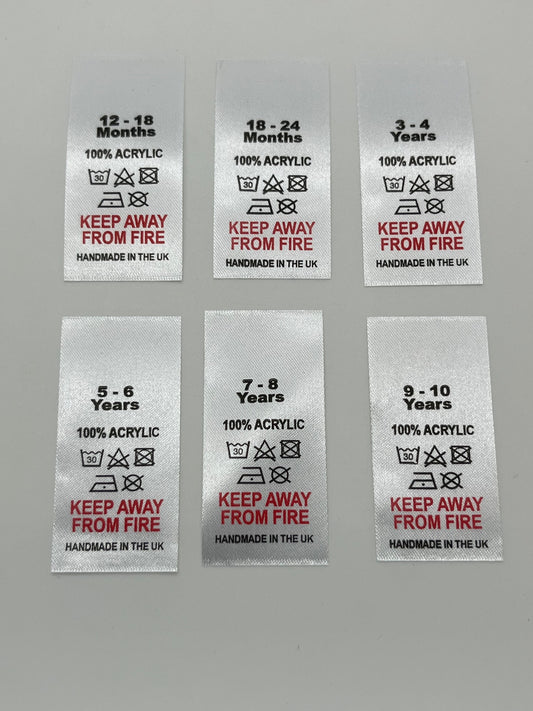 12 - 18
Months
100% ACRYLIC
30
KEEP AWAY
FROM FIRE
HANDMADE IN THE UK
18 - 24
Months
100% ACRYLIC
30
KEEP AWAY
FROM FIRE
HANDMADE IN THE UK
3 - 4
Years
100% ACRYLIC
30
KEEP AWAY
FROM FIRE
HANDMADE IN THE UK
5 - 6
Years
100% ACRYLIC
30
KEEP AWAY
FROM FIRE
HANDMADE IN THE UK
7 - 8
Years
100% ACRYLIC
30
KEEP AWAY
FROM FIRE
HANDMADE IN THE UK
9 - 10
Years
100% ACRYLIC
30
KEEP AWAY
FROM FIRE
HANDMADE IN THE UK